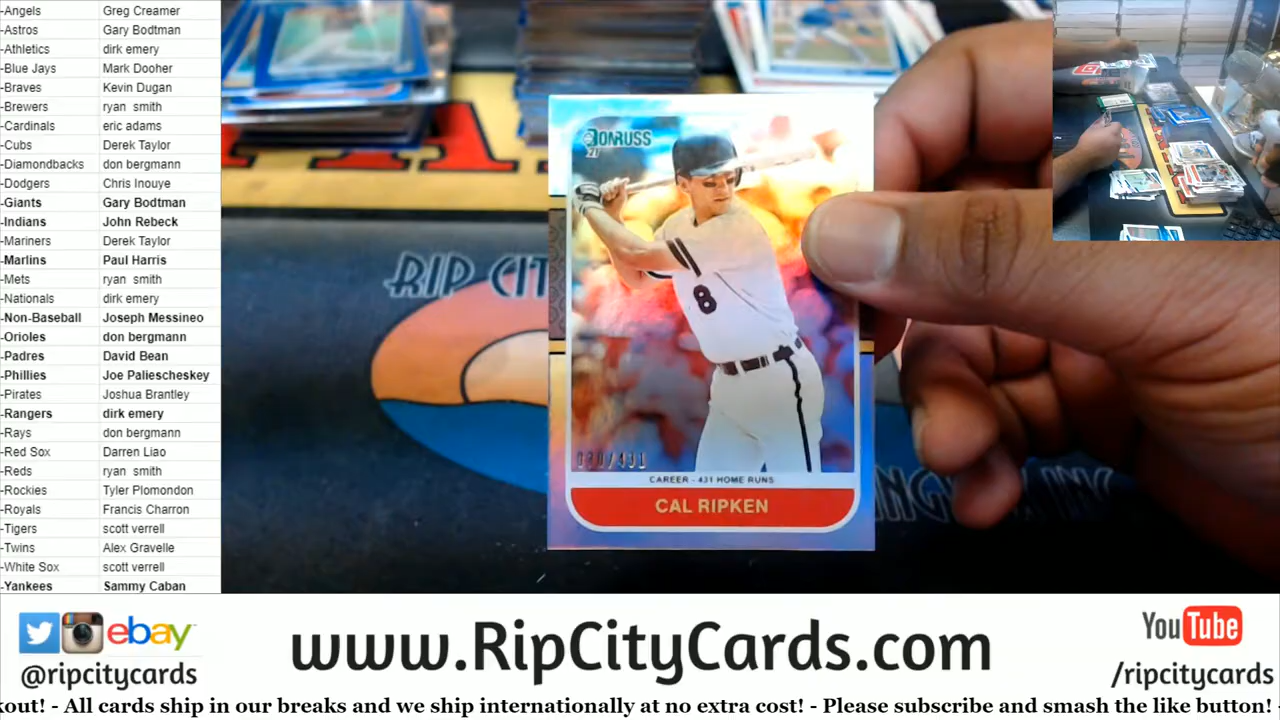 -Angels Greg Creamer
-Astros Gary Bodtman
-Athletics dirk emery
-Blue Jays Mark Dooher
-Braves Kevin Dugan
-Brewers ryan smith
-Cardinals eric adams
-Cubs Derek Taylor
-Diamondbacks don bergmann
-Dodgers Chris Inouye
-Giants Gary Bodtman
-Indians John Rebeck
-Mariners Derek Taylor
-Marlins Paul Harris
-Mets ryan smith
-Nationals dirk emery
-Non-Baseball Joseph Messineo
-Orioles don bergmann
-Padres David Bean
-Phillies Joe Paliescheskey
-Pirates Joshua Brantley
-Rangers dirk emery
-Rays don bergmann
-Red Sox Darren Liao
-Reds ryan smith
-Rockies Tyler Plomondon
-Royals Francis Charron
-Tigers scott verrell
-Twins Alex Gravelle
-White Sox scott verrell
-Yankees Sammy Caban
RIP CIT
DONRUSS
8
CAREER - 431 HOME RUNS
CAL RIPKEN
ebay
@ripcitycards
www.RipCityCards.com
YouTube
/ripcitycards
kout! - All cards ship in our breaks and we ship internationally at no extra cost! - Please subscribe and smash the like button! -